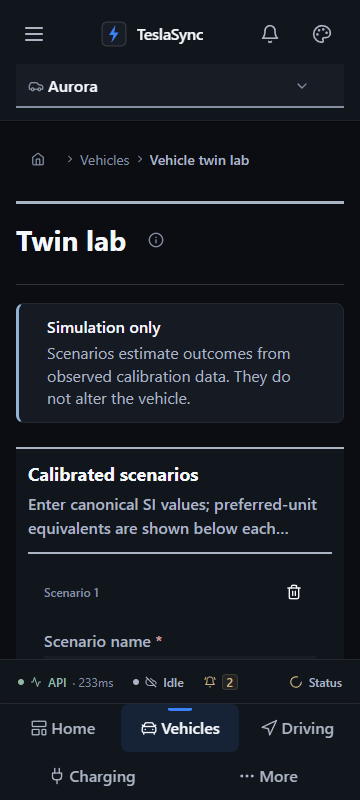 TeslaSync
Aurora
Vehicles
Vehicle twin lab
Twin lab
Simulation only
Scenarios estimate outcomes from
observed calibration data. They do
not alter the vehicle.
Calibrated scenarios
Enter canonical SI values; preferred-unit
equivalents are shown below each...
Scenario 1
Scenario name *
API · 233ms
Idle
2
Status
Home
Vehicles
Driving
Charging
More